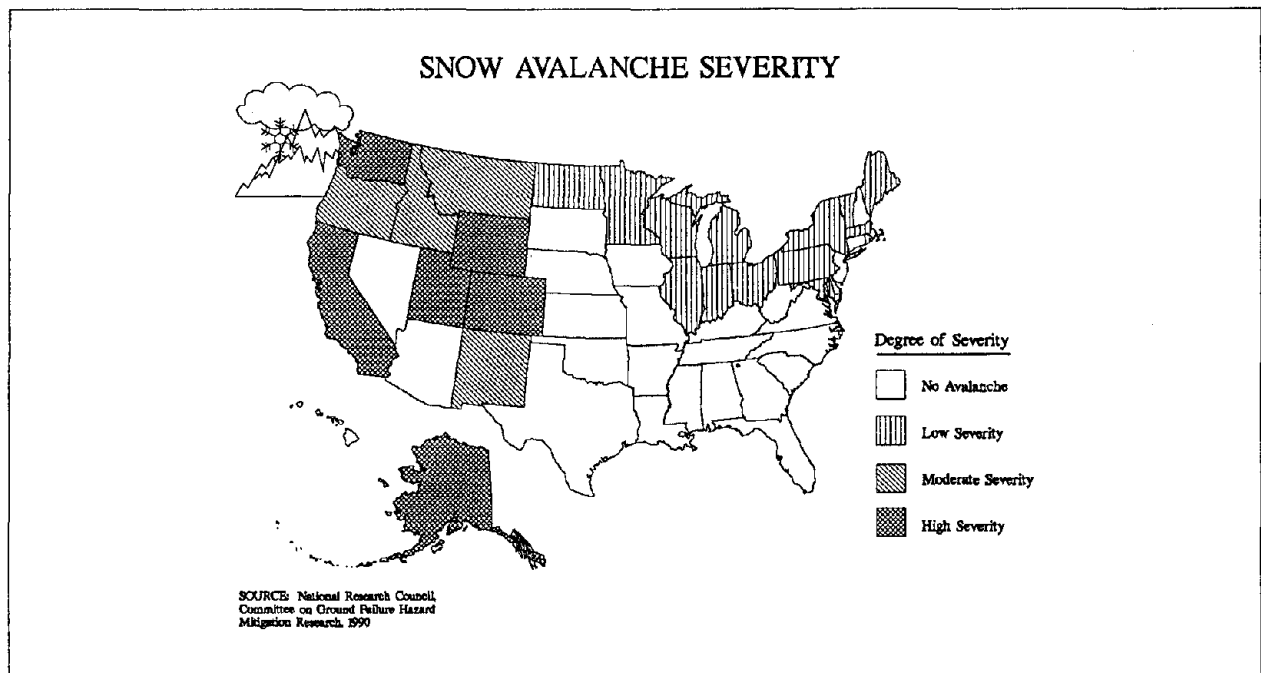 SNOW AVALANCHE SEVERITY
Degree of Severity
No Avalanche
Low Severity
Moderate Severity
High Severity
SOURCE: National Research Council,
Committee on Ground Failure Hazard
Mitigation Research, 1990